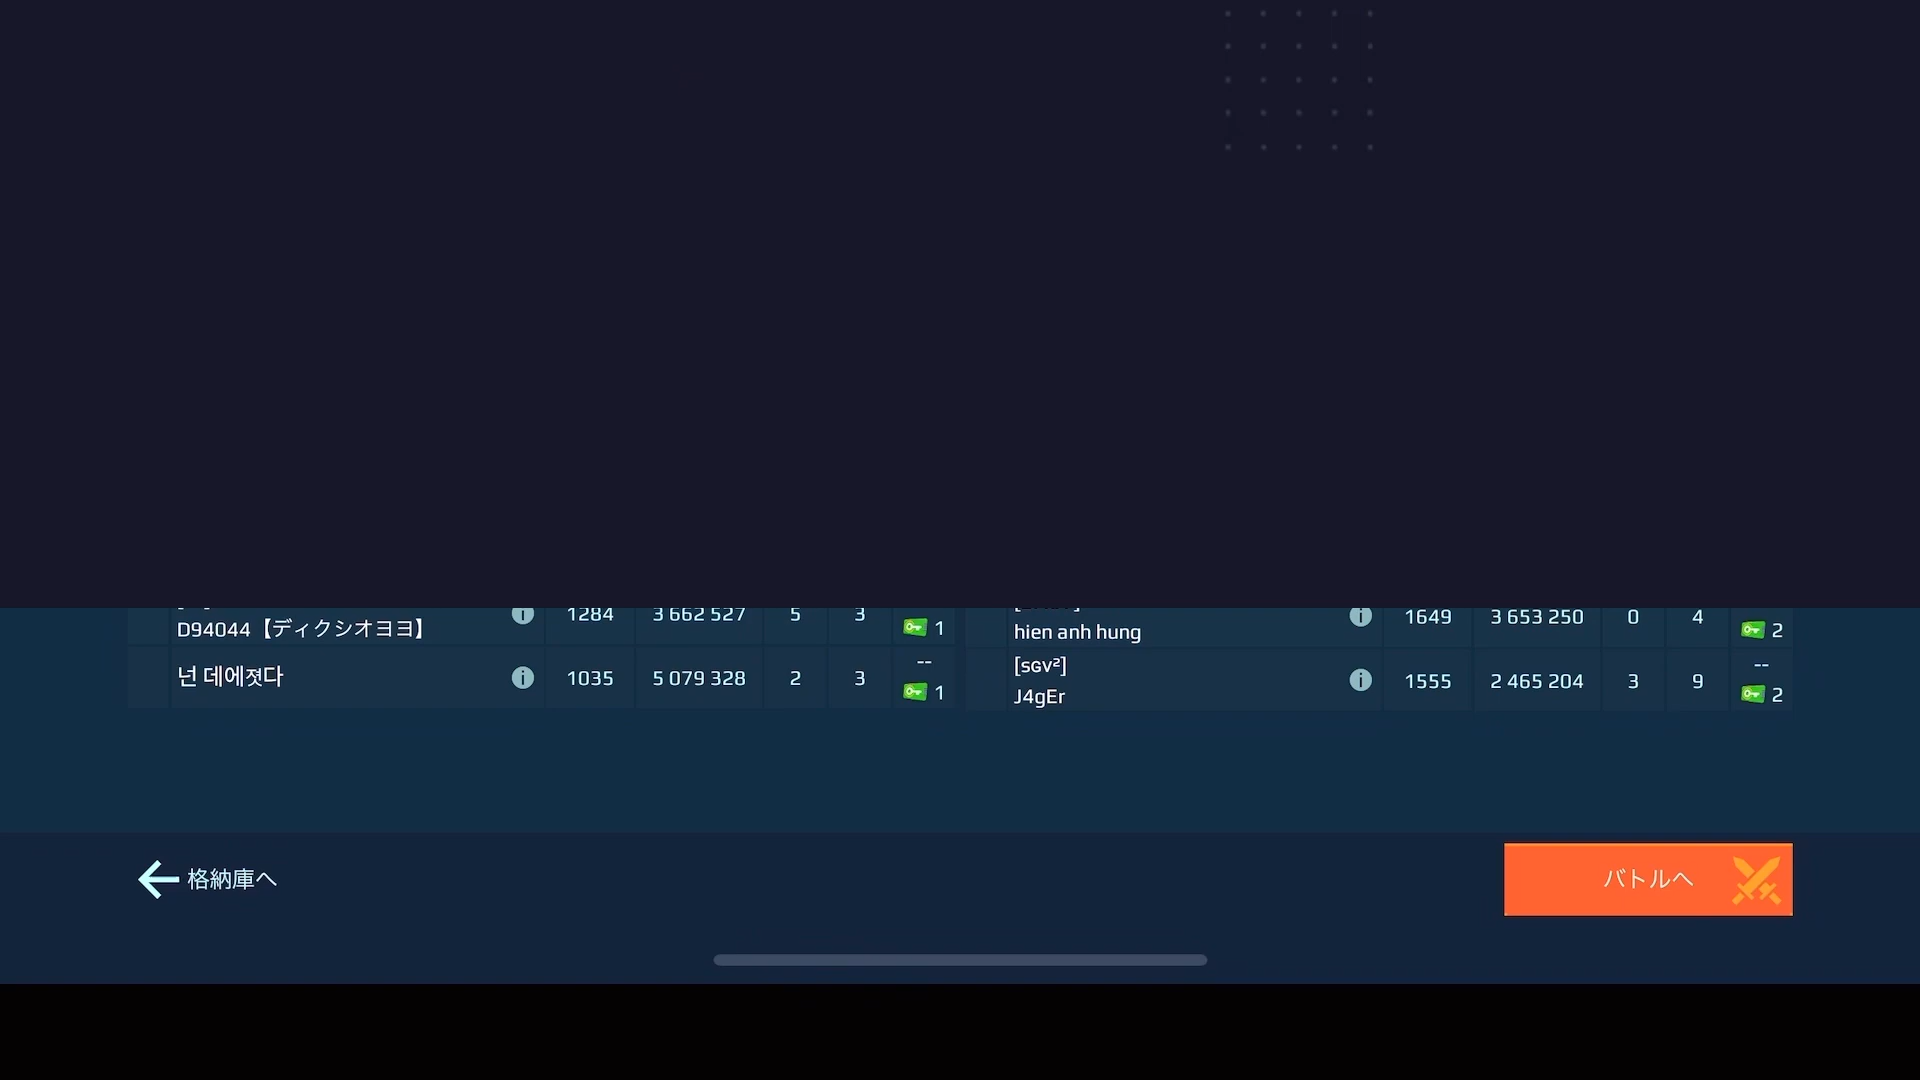 D94044【ディクシオヨヨ】 1284 3 662 527 5 3 1
hien anh hung 1649 3 653 250 0 4 2
넌 데에졋다 1035 5 079 328 2 3 -- 1
[sɢv²]
J4gEr 1555 2 465 204 3 9 -- 2
格納庫へ
バトルへ